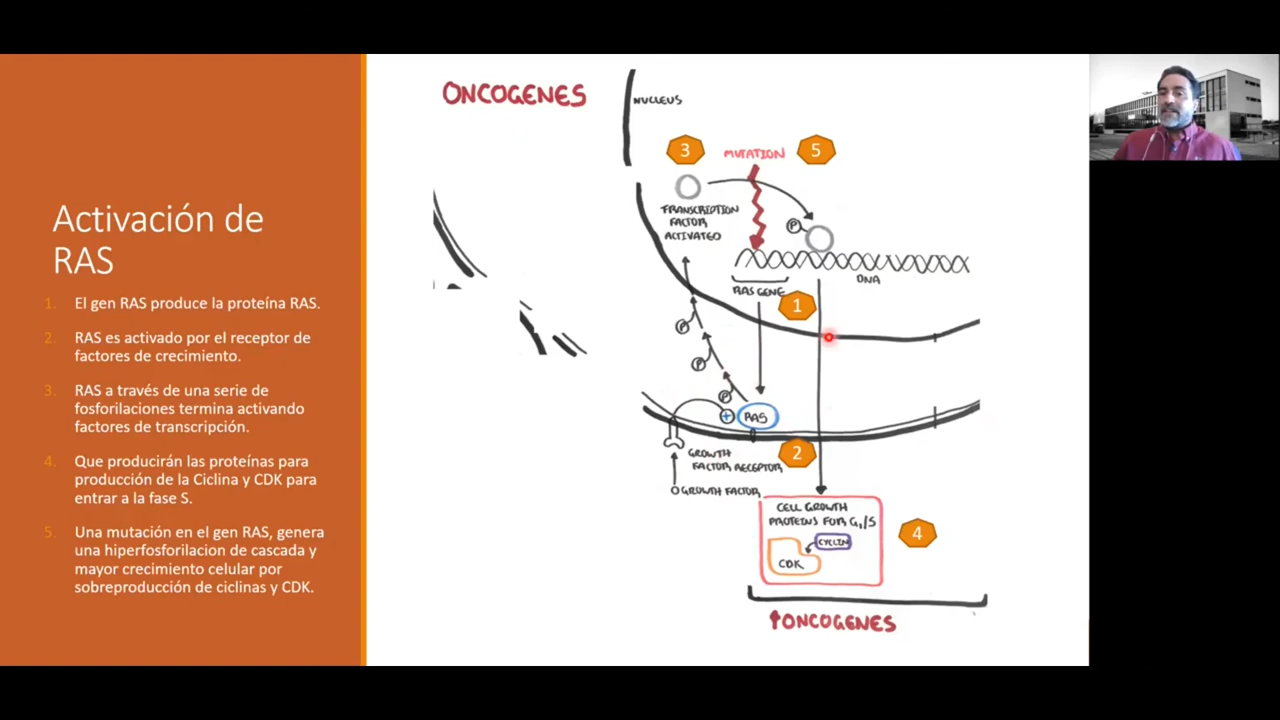 Activación de
RAS
1. El gen RAS produce la proteína RAS.
2. RAS es activado por el receptor de
factores de crecimiento.
3. RAS a través de una serie de
fosforilaciones termina activando
factores de transcripción.
4. Que producirán las proteínas para
producción de la Ciclina y CDK para
entrar a la fase S.
5. Una mutación en el gen RAS, genera
una hiperfosforilacion de cascada y
mayor crecimiento celular por
sobreproducción de ciclinas y CDK.
ONCOGENES
NUCLEUS
3
MUTATION
5
TRANSCRIPTION
FACTOR
ACTIVATED
P
DNA
RAS GENE
1
P
P
P
+
RAS
GROWTH
FACTOR RECEPTOR
2
GROWTH FACTOR
CELL GROWTH
PROTEINS FOR G1/S
CYCLIN
CDK
4
↑ONCOGENES